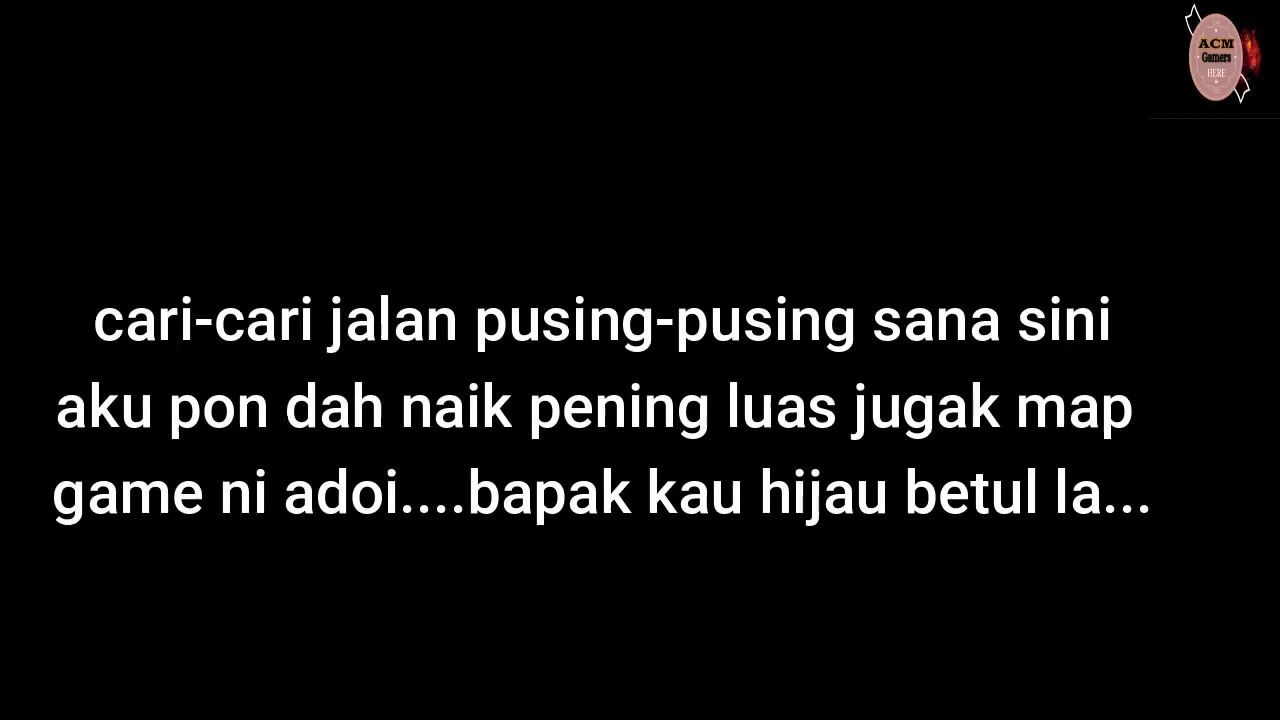 ACM
Gamers
HERE
cari-cari jalan pusing-pusing sana sini
aku pon dah naik pening luas jugak map
game ni adoi....bapak kau hijau betul la...